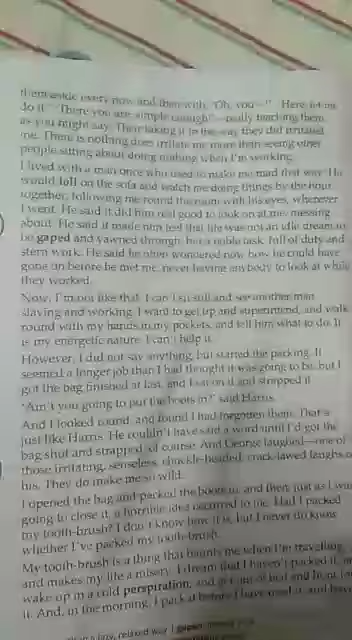 them aside every now and then with, 'Oh, you—!' 'Here, let me
do it.' 'There you are, simple enough!'—really teaching them,
as you might say. Their taking it in the way they did irritated
me. There is nothing does irritate me more than seeing other
people sitting about doing nothing when I'm working.
I lived with a man once who used to make me mad that way. He
would loll on the sofa and watch me doing things by the hour
together, following me round the room with his eyes, wherever
I went. He said it did him real good to look on at me, messing
about. He said it made him feel that life was not an idle dream to
be gaped and yawned through, but a noble task, full of duty and
stern work. He said he often wondered now how he could have
gone on before he met me, never having anybody to look at while
they worked.
Now, I'm not like that. I can't sit still and see another man
slaving and working. I want to get up and superintend, and walk
round with my hands in my pockets, and tell him what to do. It
is my energetic nature. I can't help it.
However, I did not say anything, but started the packing. It
seemed a longer job than I had thought it was going to be; but I
got the bag finished at last, and I sat on it and strapped it.
'Ain't you going to put the boots in?' said Harris.
And I looked round, and found I had forgotten them. That's
just like Harris. He couldn't have said a word until I'd got the
bag shut and strapped, of course. And George laughed—one of
those irritating, senseless, chuckle-headed, crack-jawed laughs of
his. They do make me so wild.
I opened the bag and packed the boots in; and then, just as I was
going to close it, a horrible idea occurred to me. Had I packed
my tooth-brush? I don't know how it is, but I never do know
whether I've packed my tooth-brush.
My tooth-brush is a thing that haunts me when I'm travelling,
and makes my life a misery. I dream that I haven't packed it, and
wake up in a cold perspiration, and get out of bed and hunt for
it. And, in the morning, I pack it before I have used it, and have
in a lazy, relaxed way